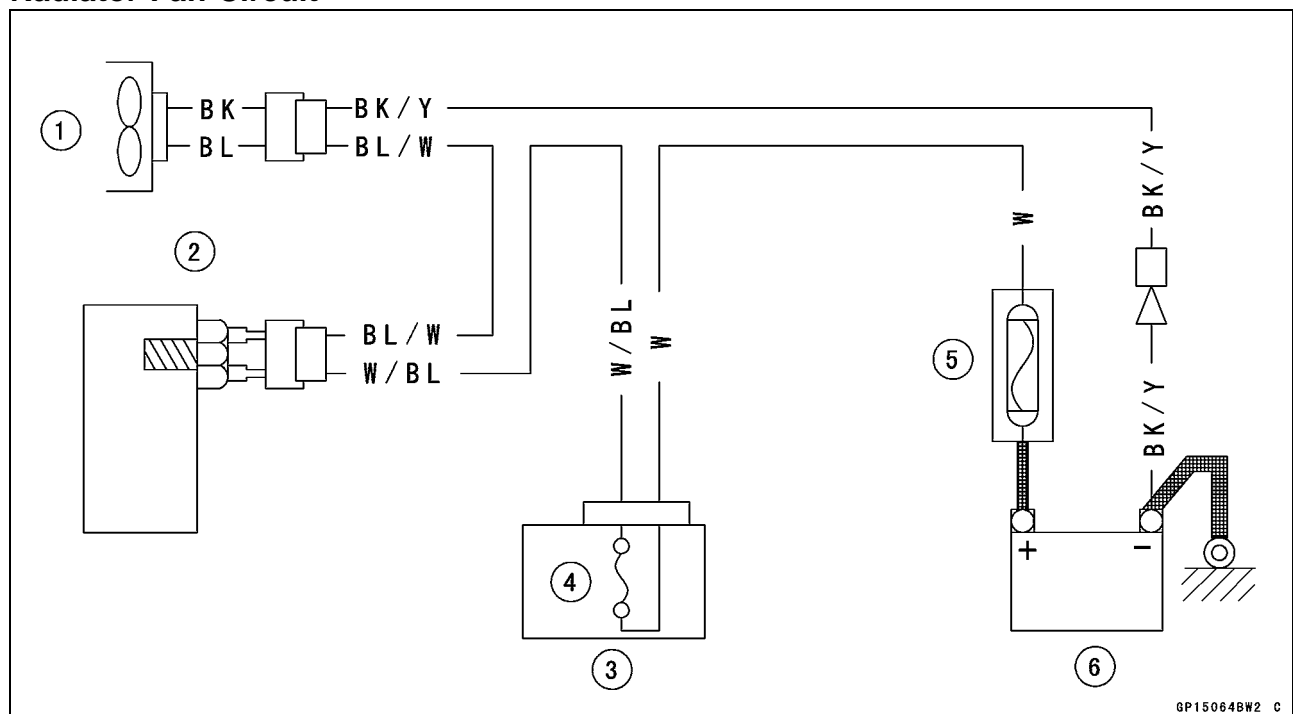 Radiator Fan Circuit
1
BK
BK/Y
BL
BL/W
2
BL/W
W/BL
W/BL
W
W
BK/Y
BK/Y
5
4
+
-
3
6
GP15064BW2 C